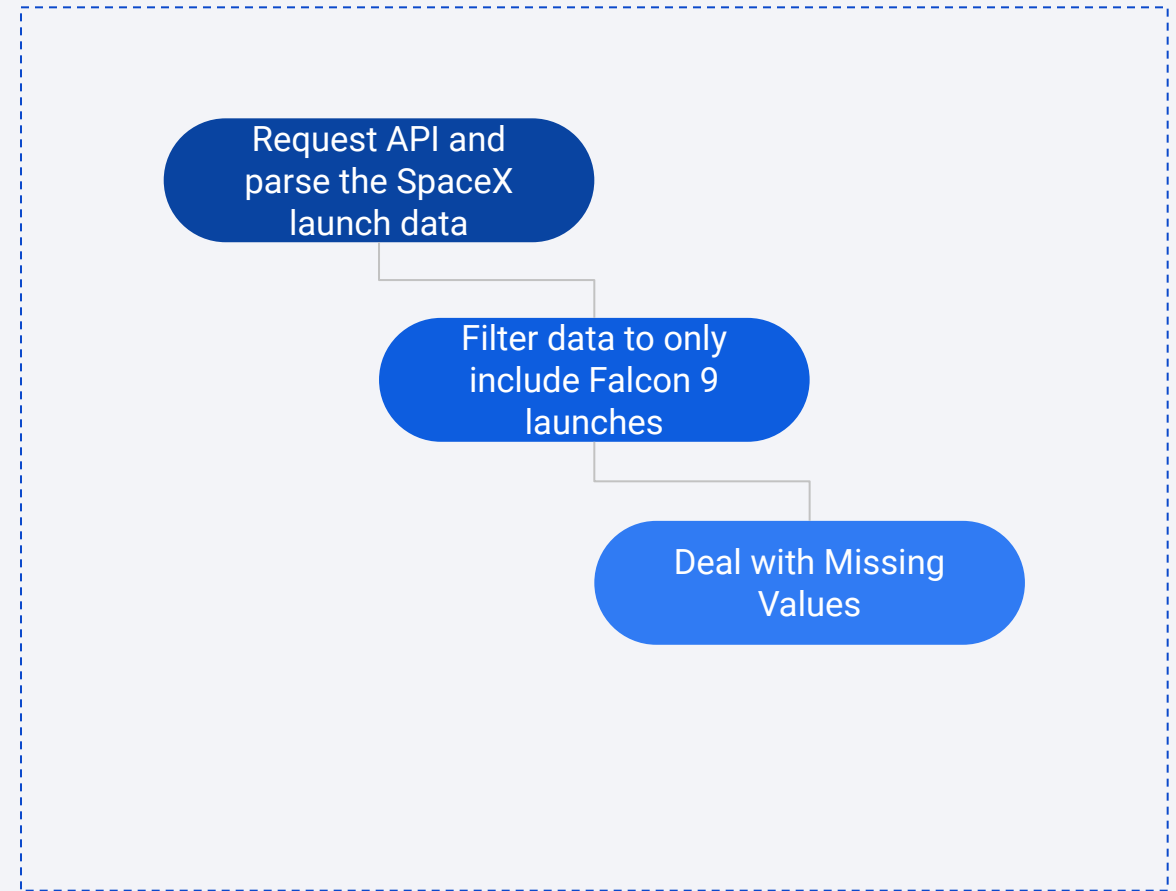 Request API and
parse the SpaceX
launch data
Filter data to only
include Falcon 9
launches
Deal with Missing
Values